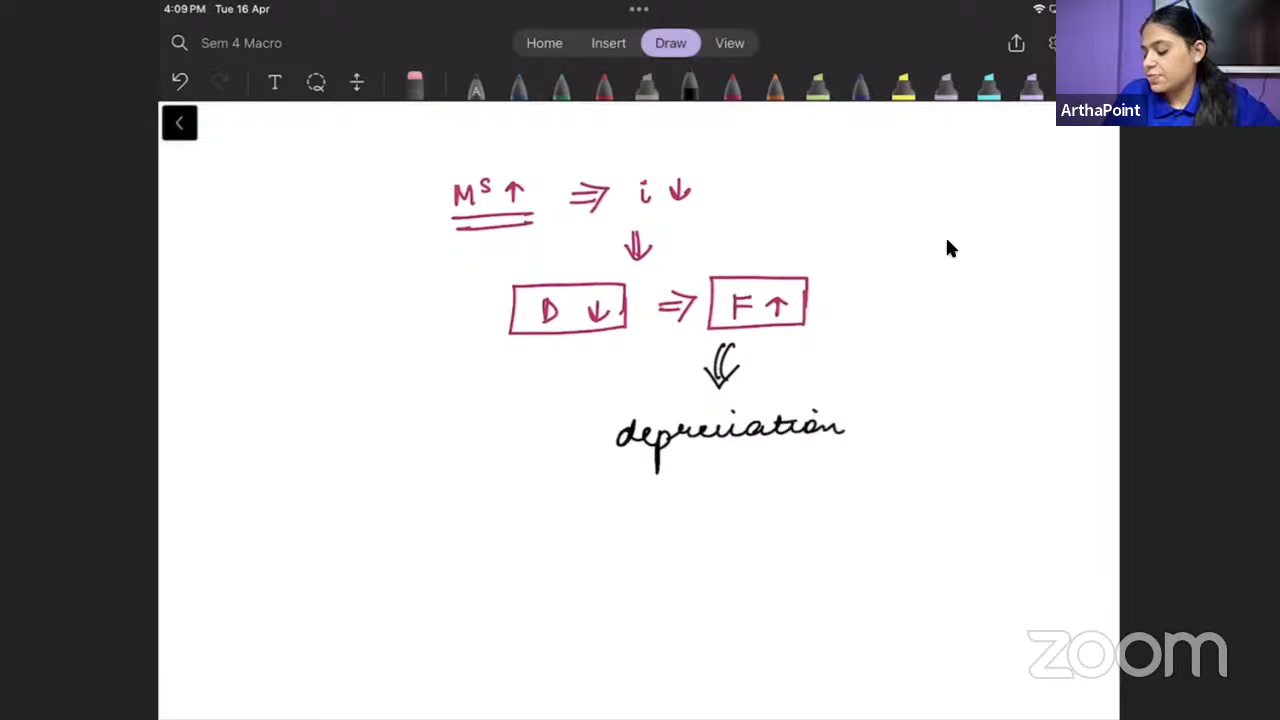 4:09 PM Tue 16 Apr
Sem 4 Macro
Home Insert Draw View
ArthaPoint
Mˢ ↑ ⇒ i ↓
⇓
D ↓ ⇒ F ↑
⇓
depreciation
zoom